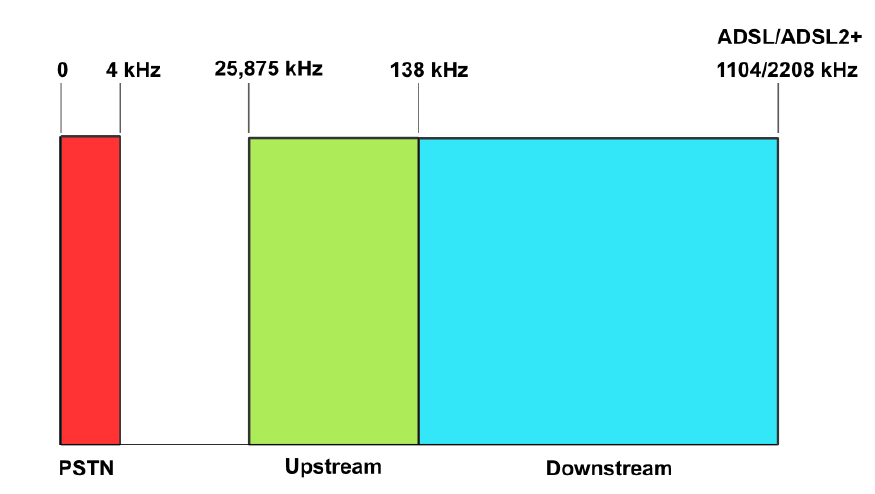 ADSL/ADSL2+
0 4 kHz 25,875 kHz 138 kHz 1104/2208 kHz
PSTN Upstream Downstream